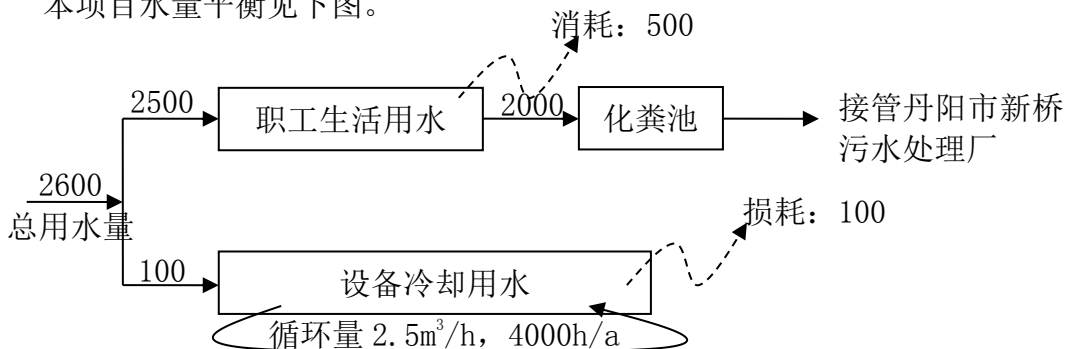 本项目水量平衡见下图。
消耗：500
2500
职工生活用水
2000
化粪池
接管丹阳市新桥
污水处理厂
2600
总用水量
损耗：100
100
设备冷却用水
循环量 2.5m³/h，4000h/a